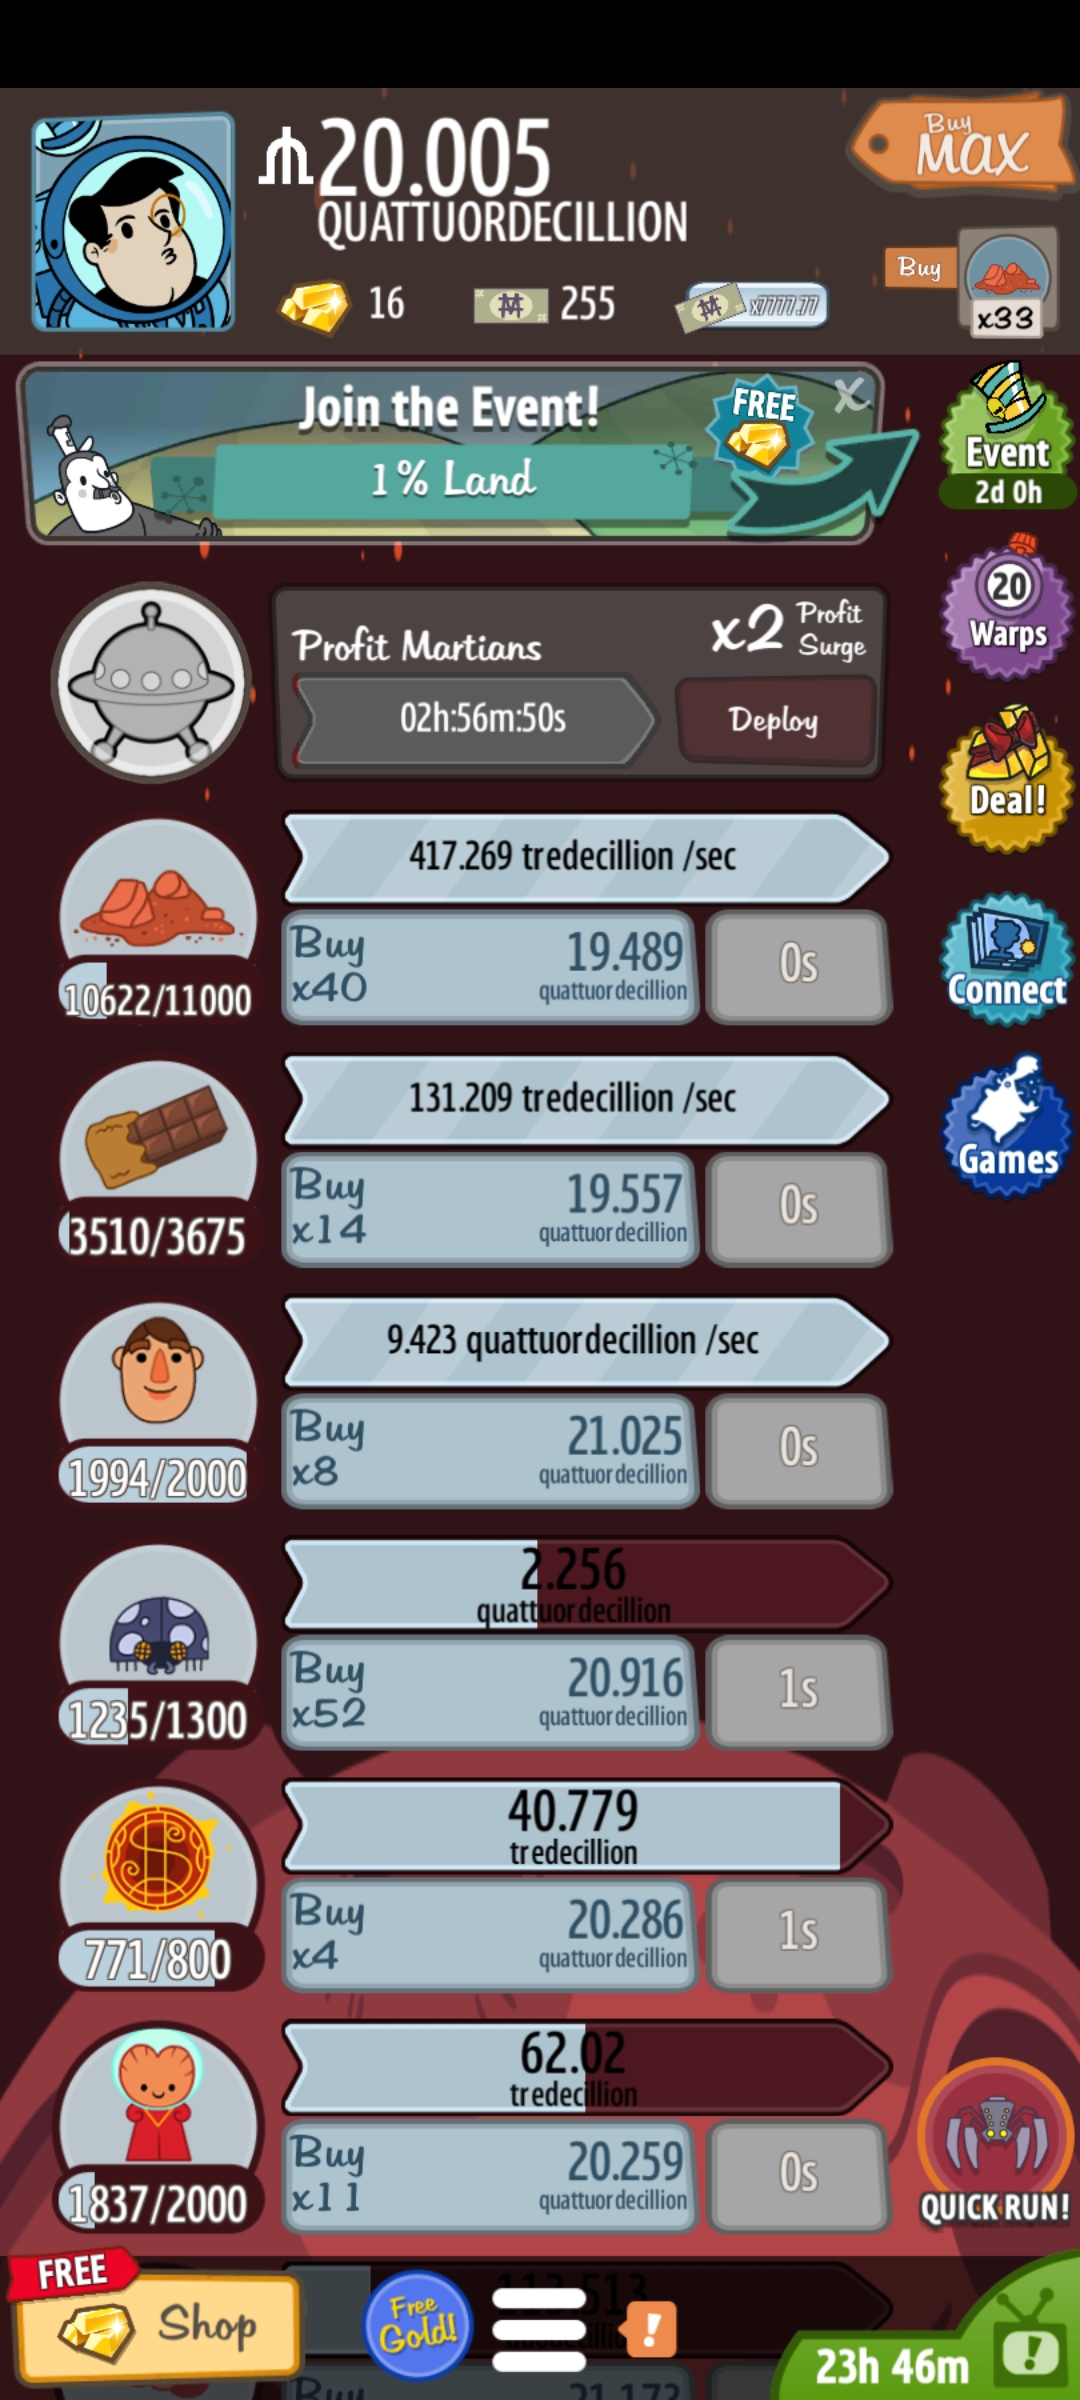 20.005
QUATTUORDECILLION
Buy
MAX
16
255
x7777.77
Buy
x33
Join the Event!
1% Land
FREE
X
Event
2d 0h
20
Warps
Profit Martians
x2 Profit Surge
02h:56m:50s
Deploy
Deal!
417.269 tredecillion /sec
10622/11000
Buy
x40
19.489
quattuordecillion
0s
Connect
131.209 tredecillion /sec
3510/3675
Buy
x14
19.557
quattuordecillion
0s
Games
9.423 quattuordecillion /sec
1994/2000
Buy
x8
21.025
quattuordecillion
0s
2.256
quattuordecillion
1235/1300
Buy
x52
20.916
quattuordecillion
1s
40.779
tredecillion
771/800
Buy
x4
20.286
quattuordecillion
1s
62.02
tredecillion
1837/2000
Buy
x11
20.259
quattuordecillion
0s
QUICK RUN!
FREE
Shop
Free
Gold!
!
113.513
Buy
21.172
23h 46m
!